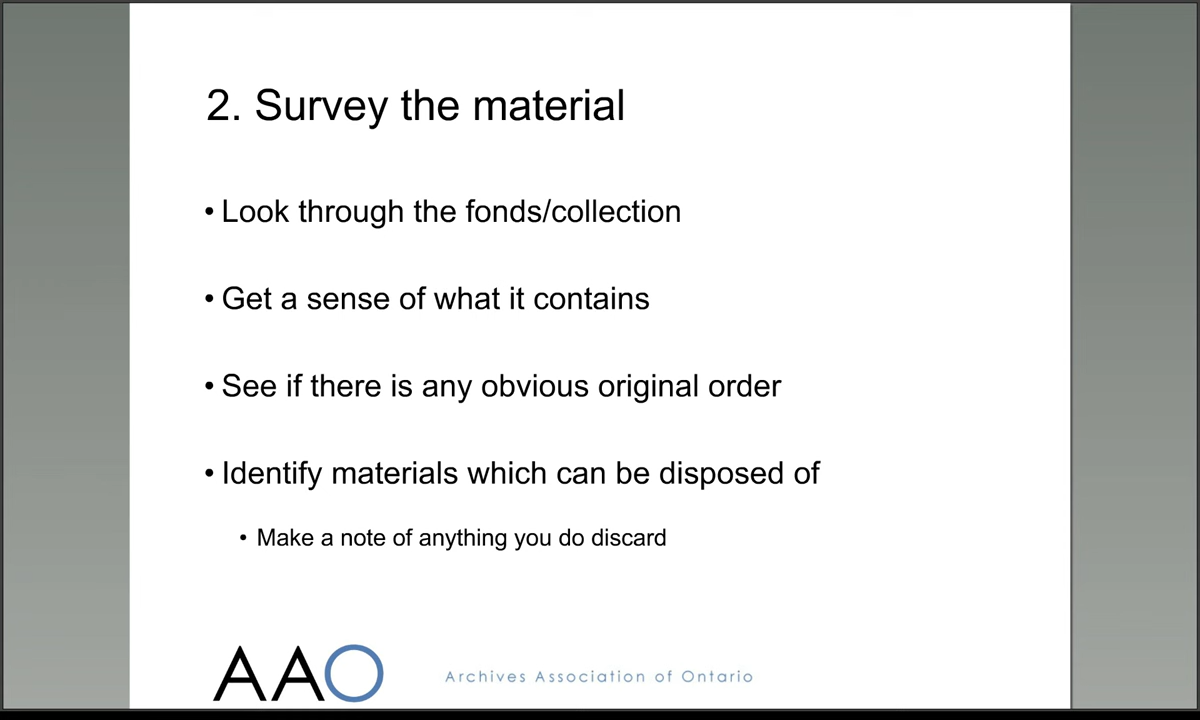 2. Survey the material
• Look through the fonds/collection
• Get a sense of what it contains
• See if there is any obvious original order
• Identify materials which can be disposed of
• Make a note of anything you do discard
AAO
Archives Association of Ontario